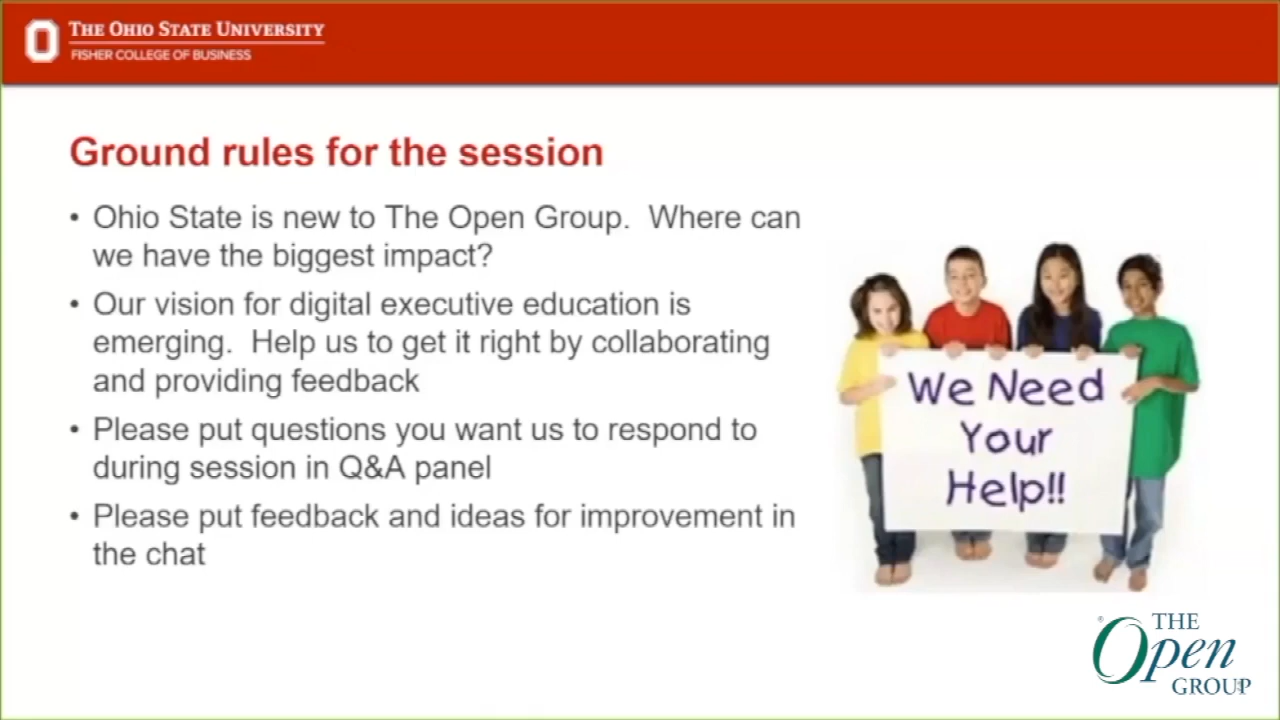 THE OHIO STATE UNIVERSITY
FISHER COLLEGE OF BUSINESS
Ground rules for the session
• Ohio State is new to The Open Group.  Where can
we have the biggest impact?
• Our vision for digital executive education is
emerging.  Help us to get it right by collaborating
and providing feedback
• Please put questions you want us to respond to
during session in Q&A panel
• Please put feedback and ideas for improvement in
the chat
We Need
Your
Help!!
® THE
Open
GROUP